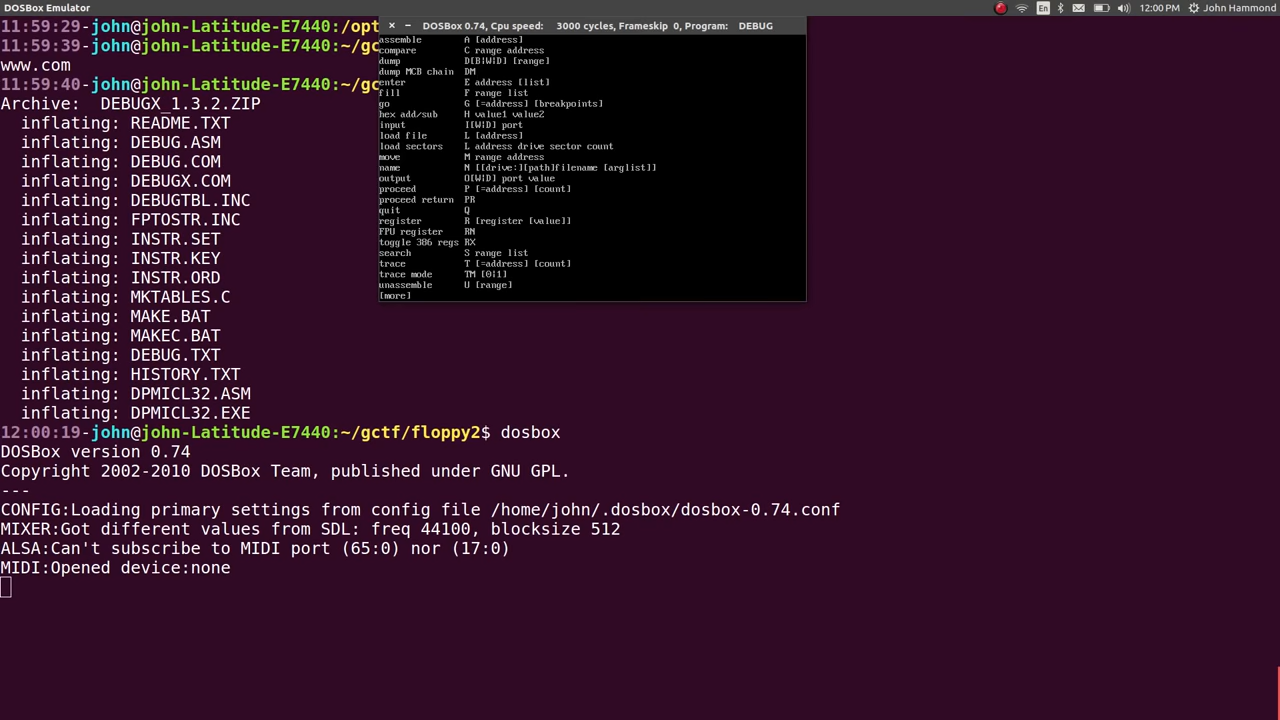 DOSBox Emulator
En
12:00 PM
John Hammond
11:59:29-john@john-Latitude-E7440:/opt
11:59:39-john@john-Latitude-E7440:~/gc
www.com
11:59:40-john@john-Latitude-E7440:~/gc
Archive:  DEBUGX_1.3.2.ZIP
  inflating: README.TXT
  inflating: DEBUG.ASM
  inflating: DEBUG.COM
  inflating: DEBUGX.COM
  inflating: DEBUGTBL.INC
  inflating: FPTOSTR.INC
  inflating: INSTR.SET
  inflating: INSTR.KEY
  inflating: INSTR.ORD
  inflating: MKTABLES.C
  inflating: MAKE.BAT
  inflating: MAKEC.BAT
  inflating: DEBUG.TXT
  inflating: HISTORY.TXT
  inflating: DPMICL32.ASM
  inflating: DPMICL32.EXE
12:00:19-john@john-Latitude-E7440:~/gctf/floppy2$ dosbox
DOSBox version 0.74
Copyright 2002-2010 DOSBox Team, published under GNU GPL.
---
CONFIG:Loading primary settings from config file /home/john/.dosbox/dosbox-0.74.conf
MIXER:Got different values from SDL: freq 44100, blocksize 512
ALSA:Can't subscribe to MIDI port (65:0) nor (17:0)
MIDI:Opened device:none
DOSBox 0.74, Cpu speed:    3000 cycles, Frameskip  0, Program:    DEBUG
assemble        A [address]
compare         C range address
dump            D[B|W|D] [range]
dump MCB chain  DM
enter           E address [list]
fill            F range list
go              G [=address] [breakpoints]
hex add/sub     H value1 value2
input           I[W|D] port
load file       L [address]
load sectors    L address drive sector count
move            M range address
name            N [[drive:][path]filename [arglist]]
output          O[W|D] port value
proceed         P [=address] [count]
proceed return  PR
quit            Q
register        R [register [value]]
FPU register    RN
toggle 386 regs RX
search          S range list
trace           T [=address] [count]
trace mode      TM [0|1]
unassemble      U [range]
[more]